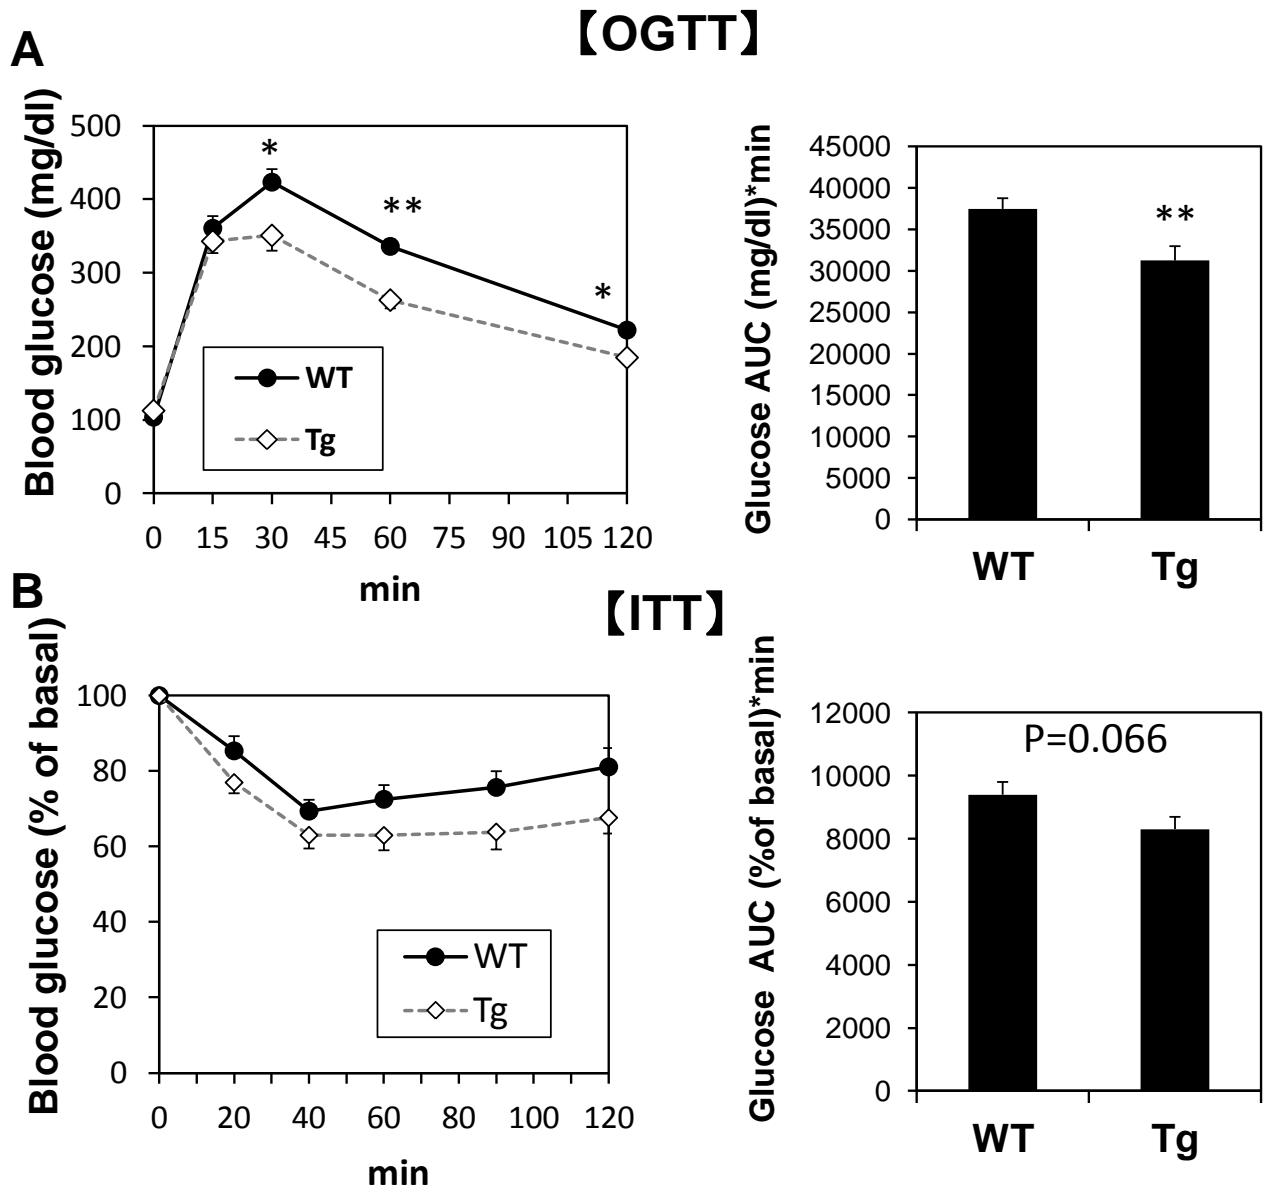 A
【OGTT】
Blood glucose (mg/dl)
500
400
300
200
100
0
*
**
*
WT
Tg
0 15 30 45 60 75 90 105 120
min
Glucose AUC (mg/dl)*min
45000
40000
35000
30000
25000
20000
15000
10000
5000
0
**
WT Tg
B
【ITT】
Blood glucose (% of basal)
100
80
60
40
20
0
WT
Tg
0 20 40 60 80 100 120
min
Glucose AUC (%of basal)*min
12000
10000
8000
6000
4000
2000
0
P=0.066
WT Tg